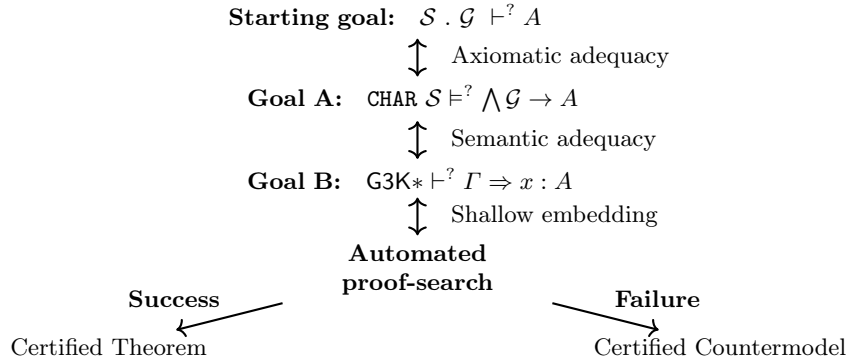 Starting goal: 𝒮 . 𝒢 ⊢? A
Axiomatic adequacy
Goal A: CHAR 𝒮 ⊨? ⋀ 𝒢 → A
Semantic adequacy
Goal B: G3K* ⊢? Γ ⇒ x : A
Shallow embedding
Automated
proof-search
Success Failure
Certified Theorem Certified Countermodel